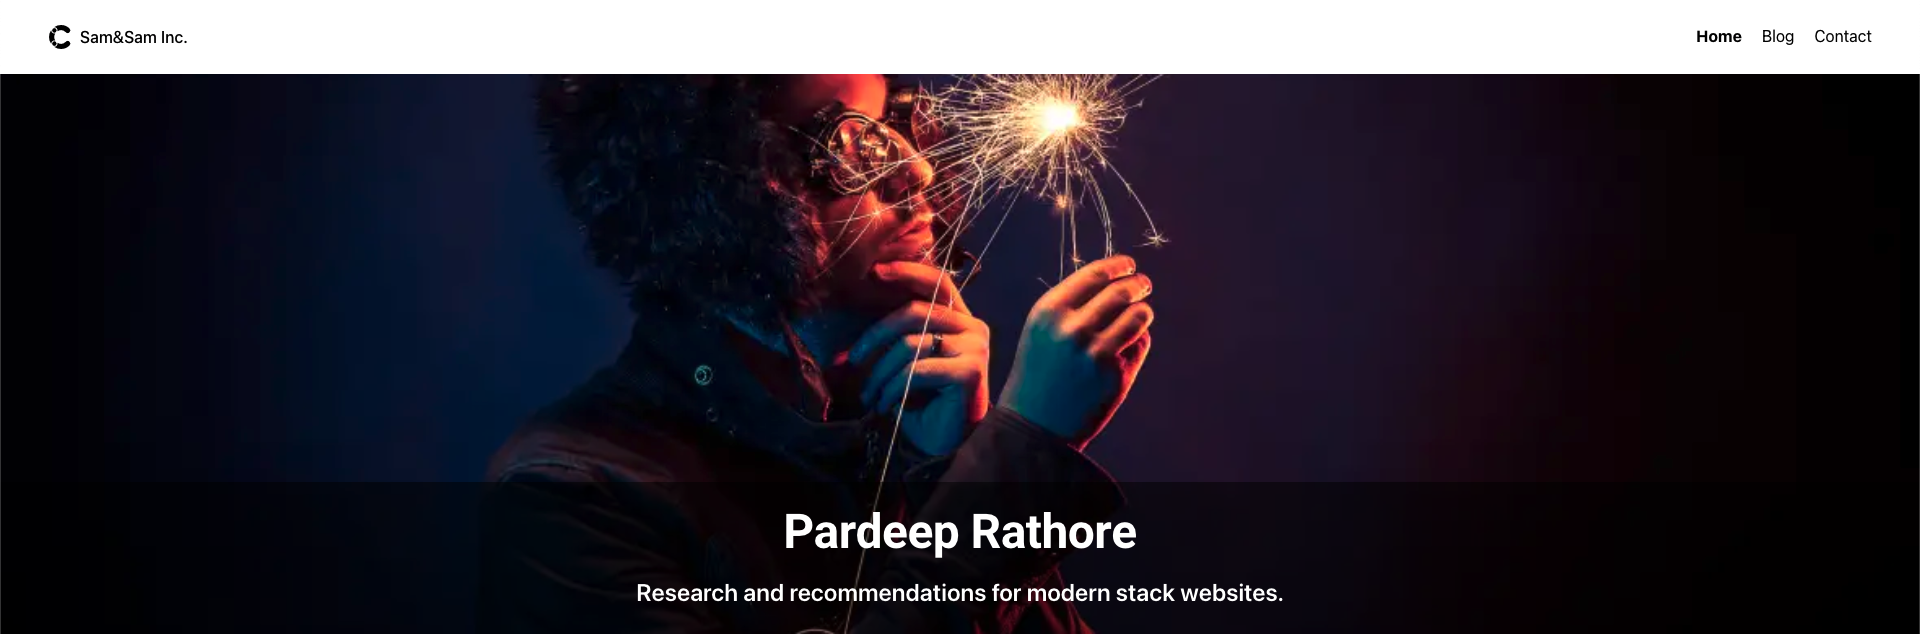 Sam&Sam Inc.
Home Blog Contact
Pardeep Rathore
Research and recommendations for modern stack websites.